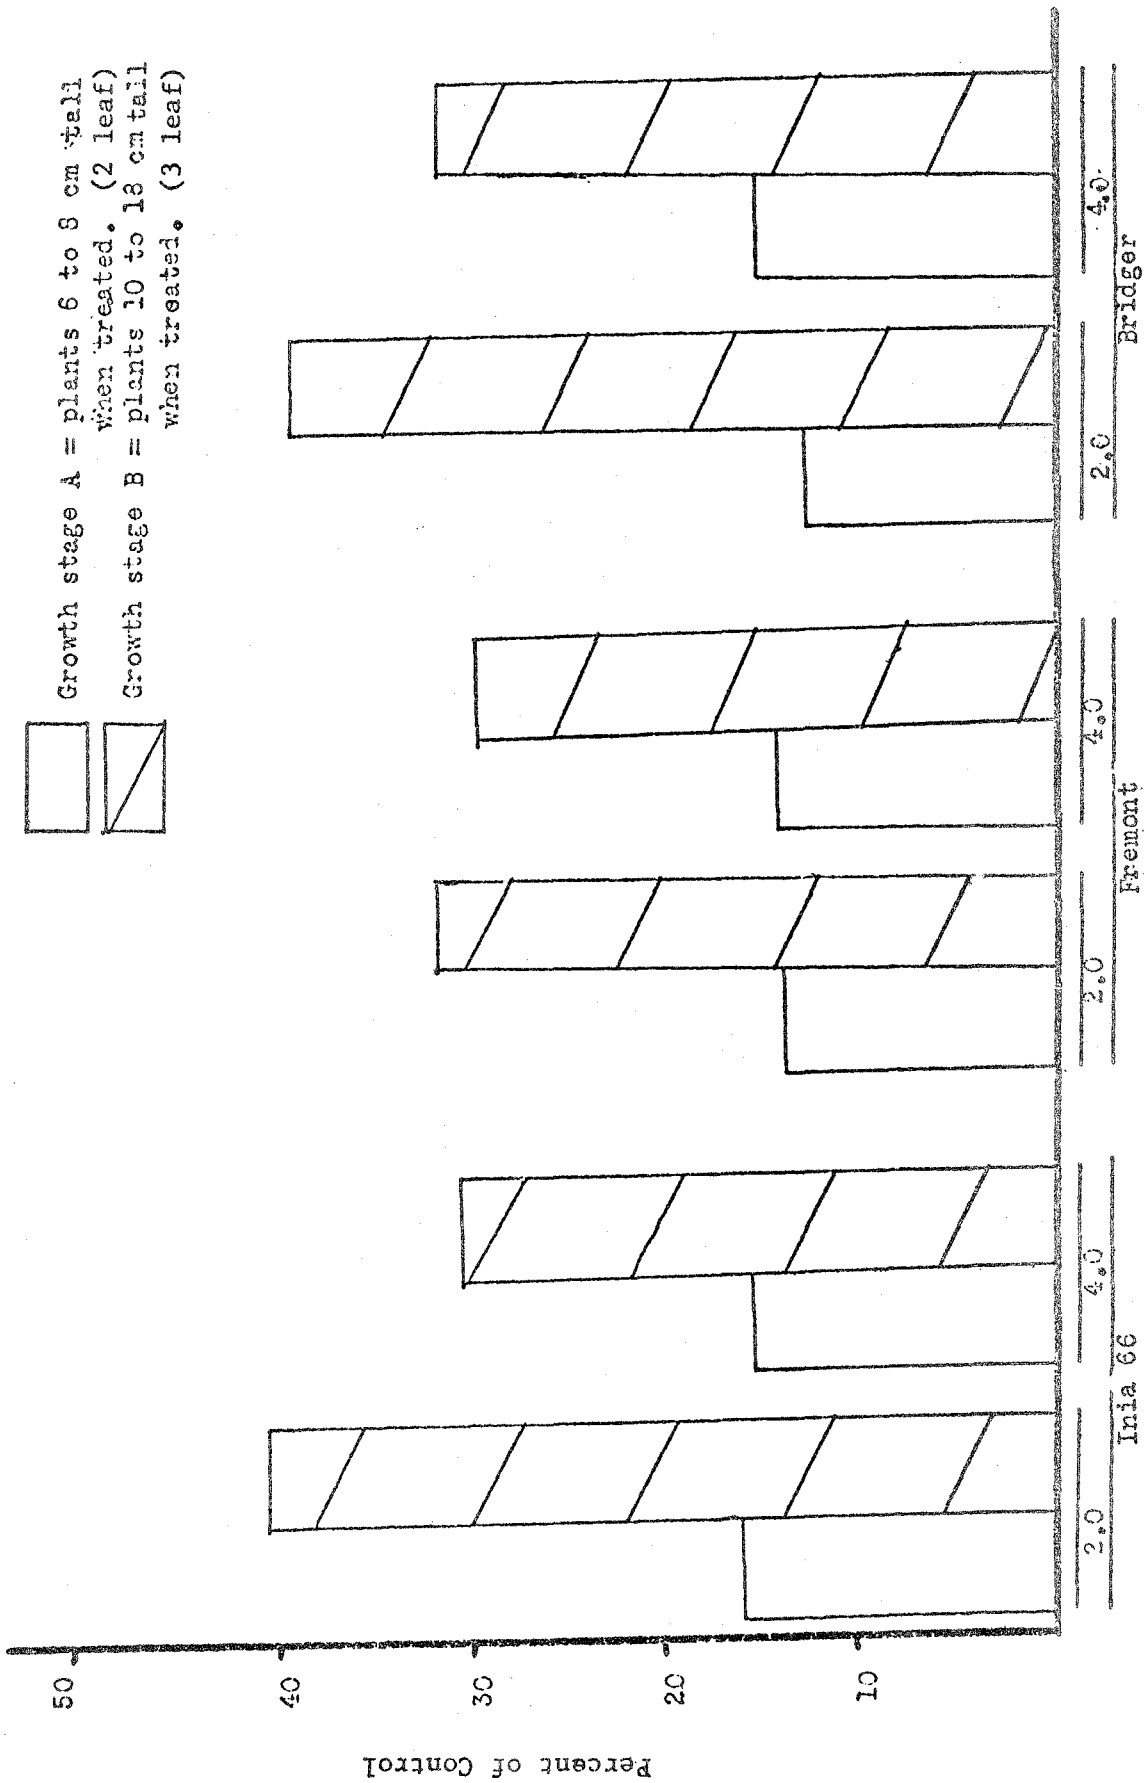 Growth stage A = plants 6 to 8 cm tall
when treated. (2 leaf)
Growth stage B = plants 10 to 18 cm tall
when treated. (3 leaf)
Percent of Control
50
40
30
20
10
2.0
4.0
2.0
4.0
2.0
4.0
Inia 66
Fremont
Bridger